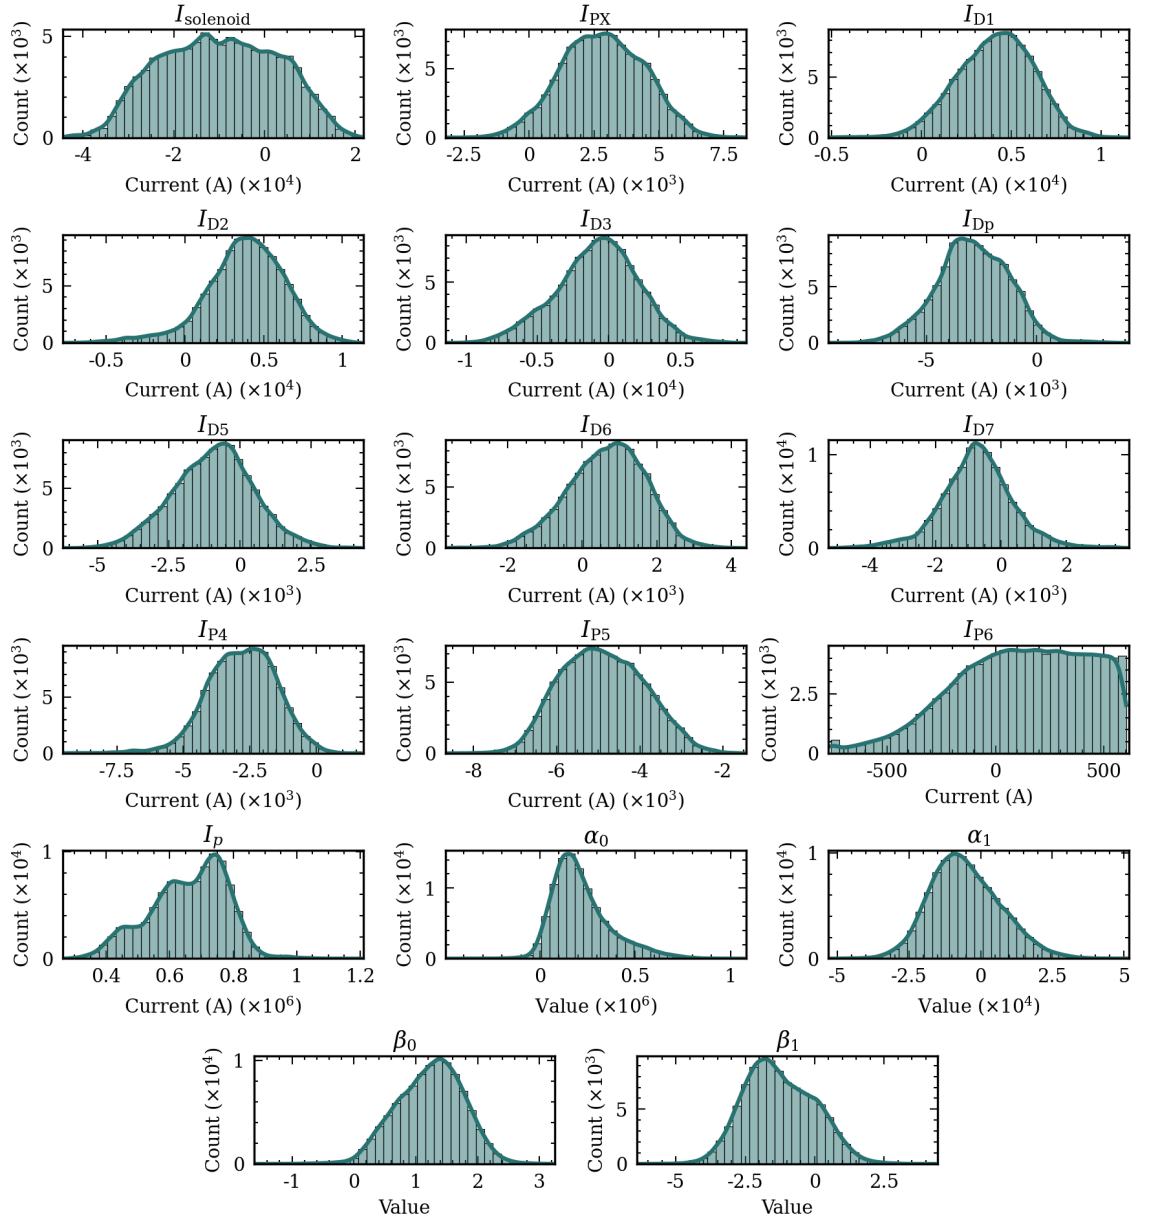 I_solenoid I_PX I_D1
Count (×10³) 5 0 Count (×10³) 5 0 Count (×10³) 5 0
-4 -2 0 2 -2.5 0 2.5 5 7.5 -0.5 0 0.5 1
Current (A) (×10⁴) Current (A) (×10³) Current (A) (×10⁴)
I_D2 I_D3 I_Dp
Count (×10³) 5 0 Count (×10³) 5 0 Count (×10³) 5 0
-0.5 0 0.5 1 -1 -0.5 0 0.5 -5 0
Current (A) (×10⁴) Current (A) (×10⁴) Current (A) (×10³)
I_D5 I_D6 I_D7
Count (×10³) 5 0 Count (×10³) 5 0 Count (×10⁴) 1 0
-5 -2.5 0 2.5 -2 0 2 4 -4 -2 0 2
Current (A) (×10³) Current (A) (×10³) Current (A) (×10³)
I_P4 I_P5 I_P6
Count (×10³) 5 0 Count (×10³) 5 0 Count (×10³) 2.5 0
-7.5 -5 -2.5 0 -8 -6 -4 -2 -500 0 500
Current (A) (×10³) Current (A) (×10³) Current (A)
I_p α₀ α₁
Count (×10⁴) 1 0 Count (×10⁴) 1 0 Count (×10⁴) 1 0
0.4 0.6 0.8 1 1.2 0 0.5 1 -5 -2.5 0 2.5 5
Current (A) (×10⁶) Value (×10⁶) Value (×10⁴)
β₀ β₁
Count (×10⁴) 1 0 Count (×10³) 5 0
-1 0 1 2 3 -5 -2.5 0 2.5
Value Value